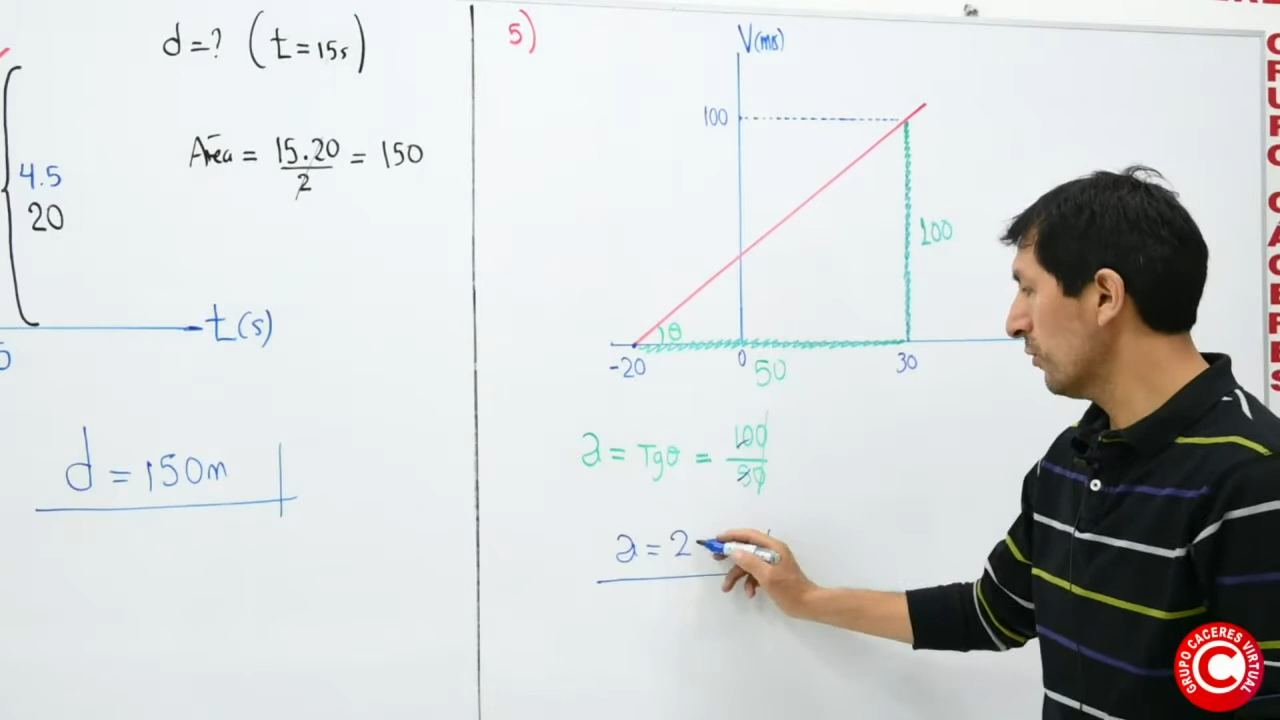 d=? (t=15s)
Area = 15.20/2 = 150
4.5
20
t(s)
d = 150m
5)
V(m/s)
100
100
θ
-20
0
30
50
a = Tgθ = 100/50
a = 2
GRUPO CACERES VIRTUAL
C